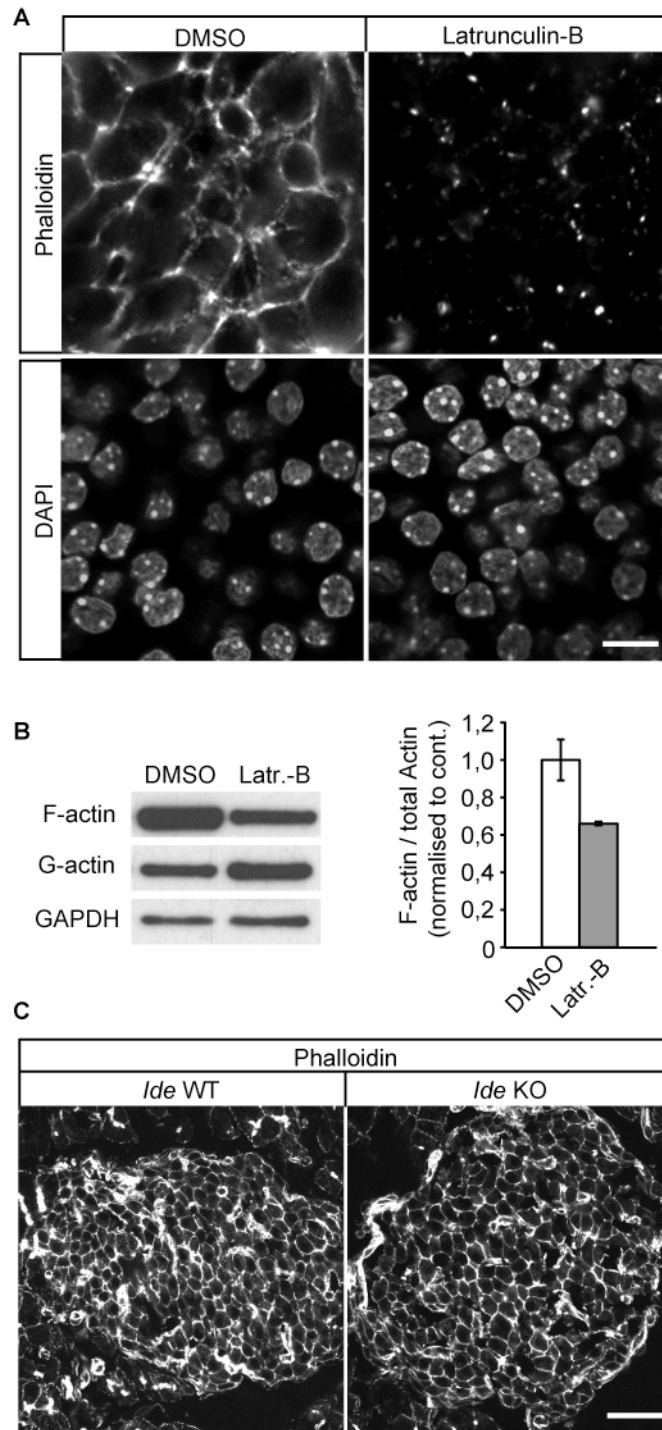 A
DMSO
Latrunculin-B
Phalloidin
DAPI
B
DMSO Latr.-B
F-actin
G-actin
GAPDH
F-actin / total Actin
(normalised to cont.)
1,2
1,0
0,8
0,6
0,4
0,2
0
DMSO
Latr.-B
C
Phalloidin
Ide WT
Ide KO